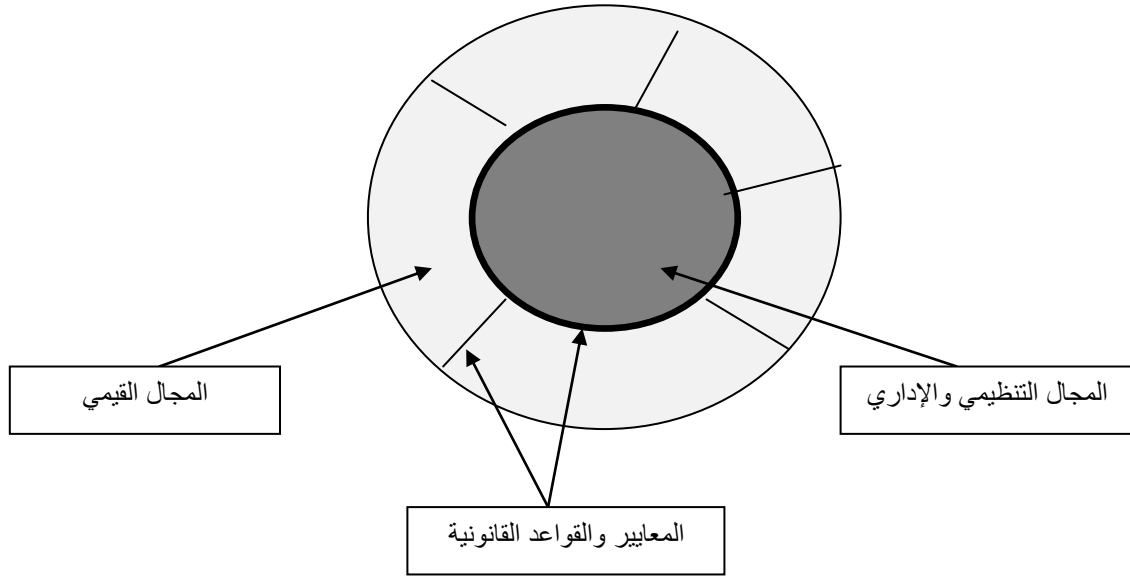 المجال التنظيمي والإداري
المجال القيمي
المعايير والقواعد القانونية